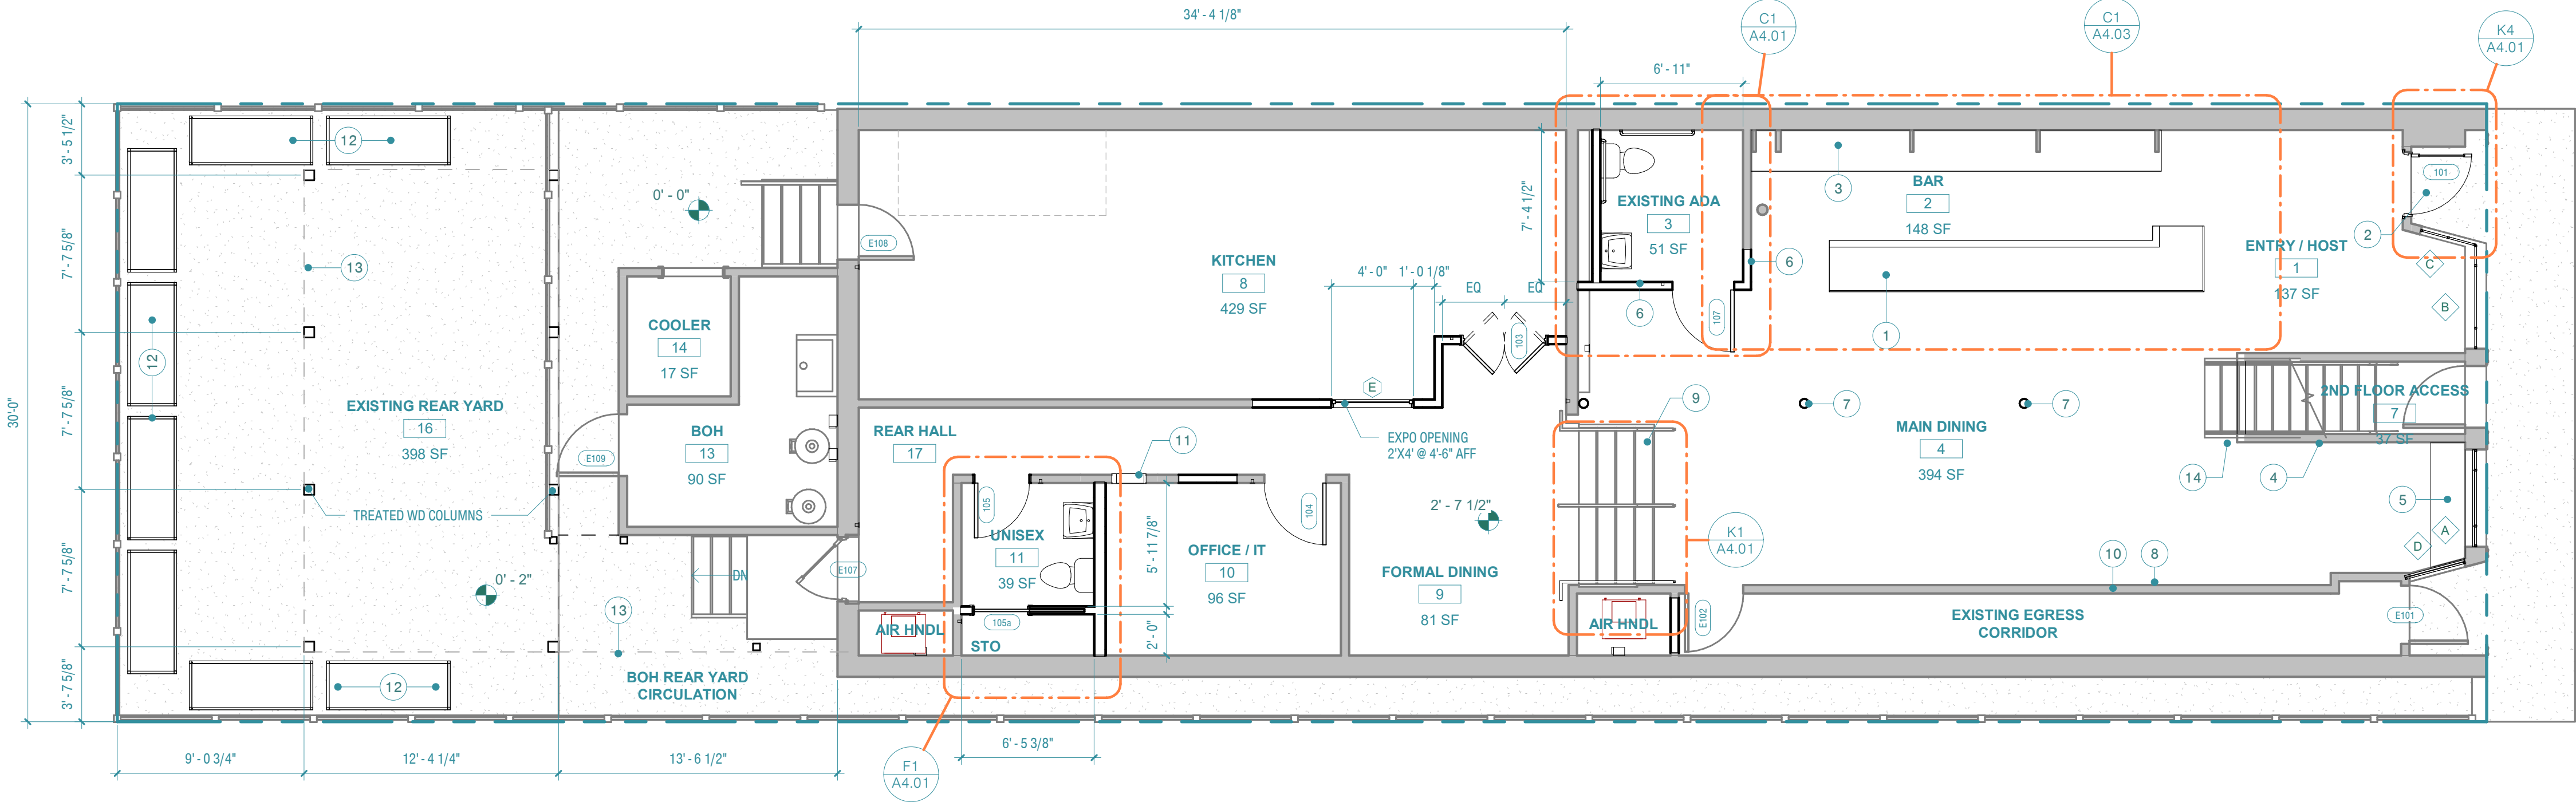 34' - 4 1/8"
C1
A4.01
C1
A4.03
K4
A4.01
6' - 11"
30'-0"
3' - 5 1/2"
7' - 7 5/8"
7' - 7 5/8"
7' - 7 5/8"
3' - 7 5/8"
12
12
12
13
13
EXISTING REAR YARD
16
398 SF
TREATED WD COLUMNS
0' - 2"
0' - 0"
COOLER
14
17 SF
BOH
13
90 SF
E109
DN
BOH REAR YARD
CIRCULATION
E108
E107
KITCHEN
8
429 SF
4' - 0"
1' - 0 1/8"
EQ
EQ
7' - 4 1/2"
103
E
EXPO OPENING
2'X4' @ 4'-6" AFF
REAR HALL
17
11
105
UNISEX
11
39 SF
105a
STO
AIR HNDL
5' - 11 7/8"
2' - 0"
OFFICE / IT
10
96 SF
104
FORMAL DINING
9
81 SF
2' - 7 1/2"
EXISTING ADA
3
51 SF
6
6
107
9
K1
A4.01
AIR HNDL
E102
BAR
2
148 SF
3
1
7
7
MAIN DINING
4
394 SF
ENTRY / HOST
1
137 SF
2
101
C
B
2ND FLOOR ACCESS
7
37 SF
14
4
5
A
D
10
8
EXISTING EGRESS
CORRIDOR
E101
9' - 0 3/4"
12' - 4 1/4"
13' - 6 1/2"
6' - 5 3/8"
F1
A4.01